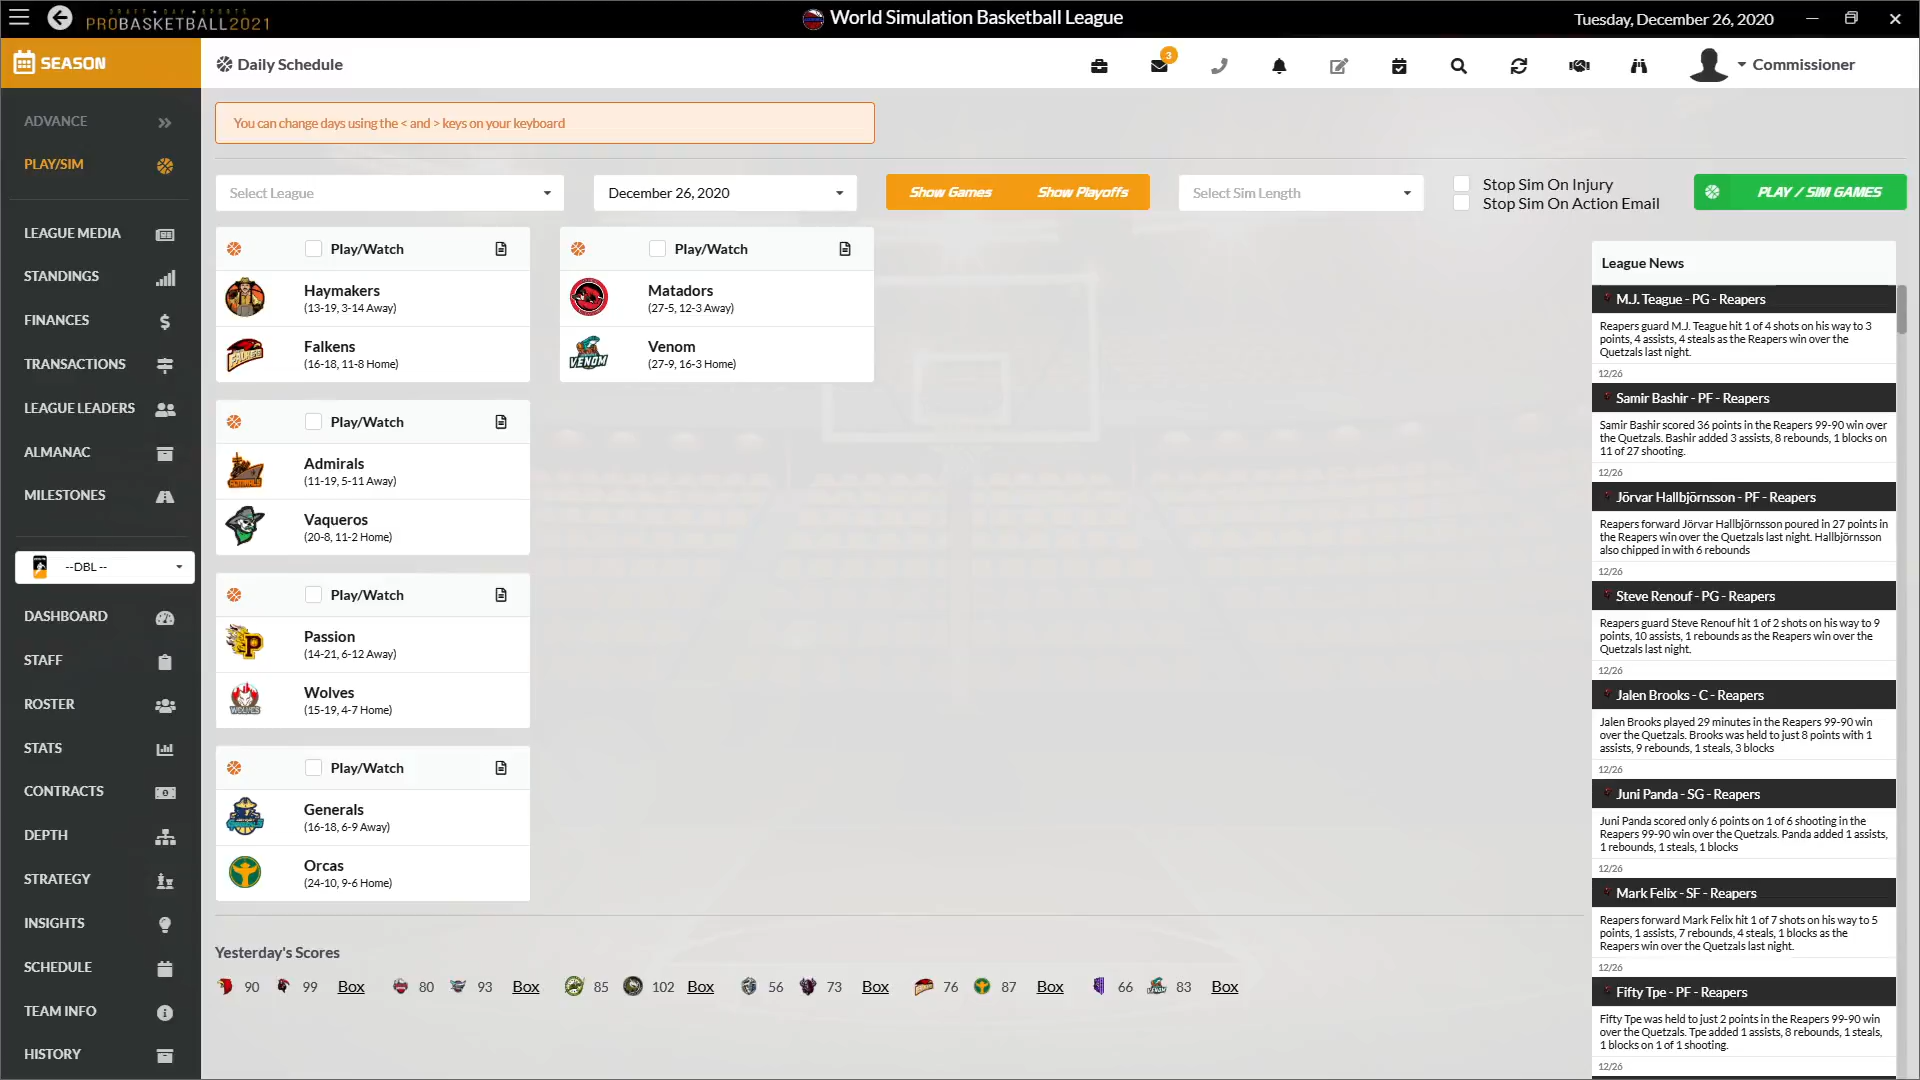 DRAFT DAY SPORTS
PROBASKETBALL2021
World Simulation Basketball League
Tuesday, December 26, 2020
SEASON
Daily Schedule
3
Commissioner
ADVANCE
PLAY/SIM
LEAGUE MEDIA
STANDINGS
FINANCES
TRANSACTIONS
LEAGUE LEADERS
ALMANAC
MILESTONES
--DBL --
DASHBOARD
STAFF
ROSTER
STATS
CONTRACTS
DEPTH
STRATEGY
INSIGHTS
SCHEDULE
TEAM INFO
HISTORY
You can change days using the < and > keys on your keyboard
Select League
December 26, 2020
Show Games
Show Playoffs
Select Sim Length
Stop Sim On Injury
Stop Sim On Action Email
PLAY / SIM GAMES
Play/Watch
Haymakers
(13-19, 3-14 Away)
Falkens
(16-18, 11-8 Home)
Play/Watch
Matadors
(27-5, 12-3 Away)
VENOM
Venom
(27-9, 16-3 Home)
Play/Watch
Admirals
(11-19, 5-11 Away)
Vaqueros
(20-8, 11-2 Home)
Play/Watch
P
Passion
(14-21, 6-12 Away)
WOLVES
Wolves
(15-19, 4-7 Home)
Play/Watch
Generals
(16-18, 6-9 Away)
Orcas
(24-10, 9-6 Home)
Yesterday's Scores
90 99 Box 80 93 Box 85 102 Box 56 73 Box 76 87 Box 66 83 Box
League News
M.J. Teague - PG - Reapers
Reapers guard M.J. Teague hit 1 of 4 shots on his way to 3
points, 4 assists, 4 steals as the Reapers win over the
Quetzals last night.
12/26
Samir Bashir - PF - Reapers
Samir Bashir scored 36 points in the Reapers 99-90 win over
the Quetzals. Bashir added 3 assists, 8 rebounds, 1 blocks on
11 of 27 shooting.
12/26
Jörvar Hallbjörnsson - PF - Reapers
Reapers forward Jörvar Hallbjörnsson poured in 27 points in
the Reapers win over the Quetzals last night. Hallbjörnsson
also chipped in with 6 rebounds
12/26
Steve Renouf - PG - Reapers
Reapers guard Steve Renouf hit 1 of 2 shots on his way to 9
points, 10 assists, 1 rebounds as the Reapers win over the
Quetzals last night.
12/26
Jalen Brooks - C - Reapers
Jalen Brooks played 29 minutes in the Reapers 99-90 win
over the Quetzals. Brooks was held to just 8 points with 1
assists, 9 rebounds, 1 steals, 3 blocks
12/26
Juni Panda - SG - Reapers
Juni Panda scored only 6 points on 1 of 6 shooting in the
Reapers 99-90 win over the Quetzals. Panda added 1 assists,
1 rebounds, 1 steals, 1 blocks
12/26
Mark Felix - SF - Reapers
Reapers forward Mark Felix hit 1 of 7 shots on his way to 5
points, 1 assists, 7 rebounds, 4 steals, 1 blocks as the
Reapers win over the Quetzals last night.
12/26
Fifty Tpe - PF - Reapers
Fifty Tpe was held to just 2 points in the Reapers 99-90 win
over the Quetzals. Tpe added 1 assists, 8 rebounds, 1 steals,
1 blocks on 1 of 1 shooting.
12/26